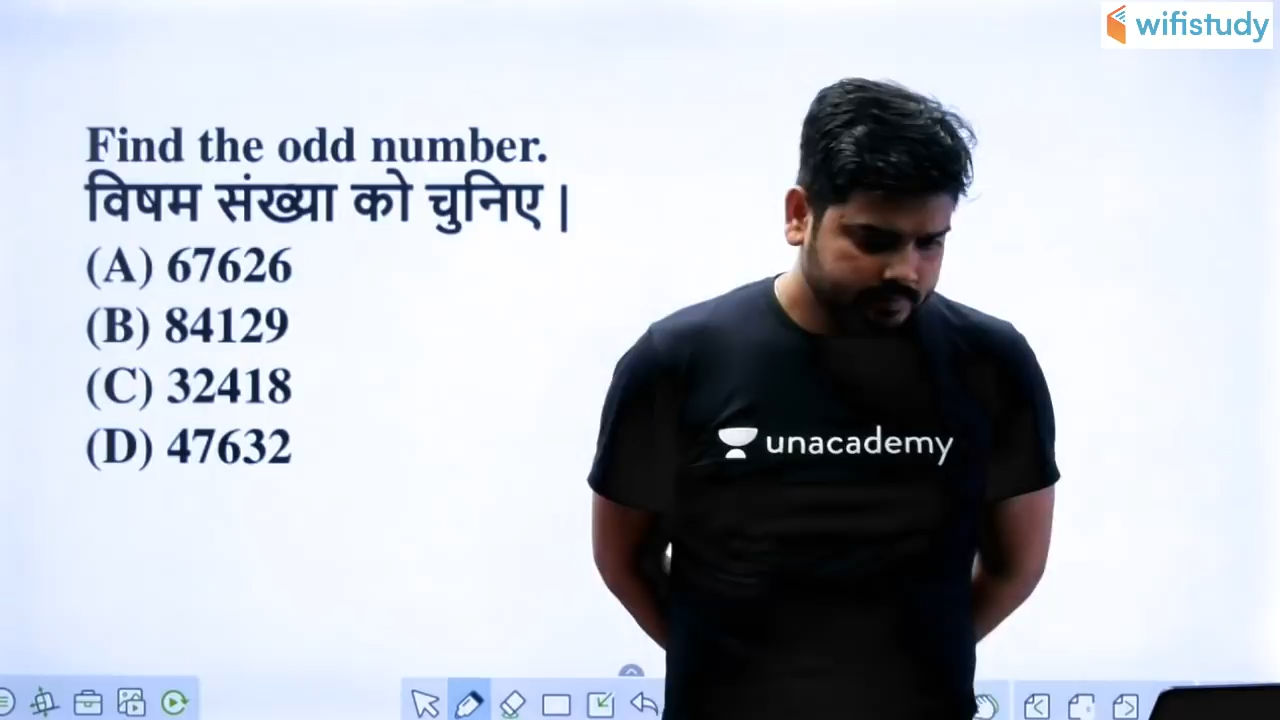 wifistudy
Find the odd number.
विषम संख्या को चुनिए |
(A) 67626
(B) 84129
(C) 32418
(D) 47632
unacademy